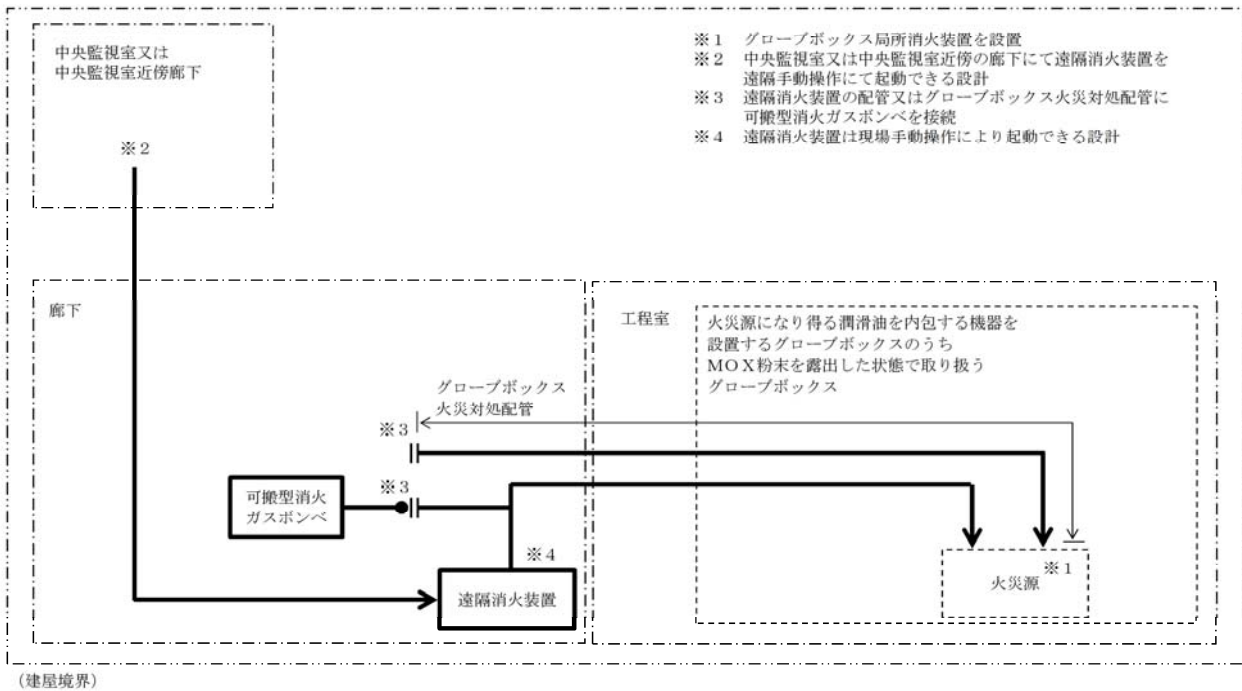 中央監視室又は
中央監視室近傍廊下
※2
※1 グローブボックス局所消火装置を設置
※2 中央監視室又は中央監視室近傍の廊下にて遠隔消火装置を
遠隔手動操作にて起動できる設計
※3 遠隔消火装置の配管又はグローブボックス火災対処配管に
可搬型消火ガスボンベを接続
※4 遠隔消火装置は現場手動操作により起動できる設計
廊下
工程室
火災源になり得る潤滑油を内包する機器を
設置するグローブボックスのうち
MOX粉末を露出した状態で取り扱う
グローブボックス
グローブボックス
火災対処配管
※3
※3
可搬型消火
ガスボンベ
※4
遠隔消火装置
※1
火災源
(建屋境界)